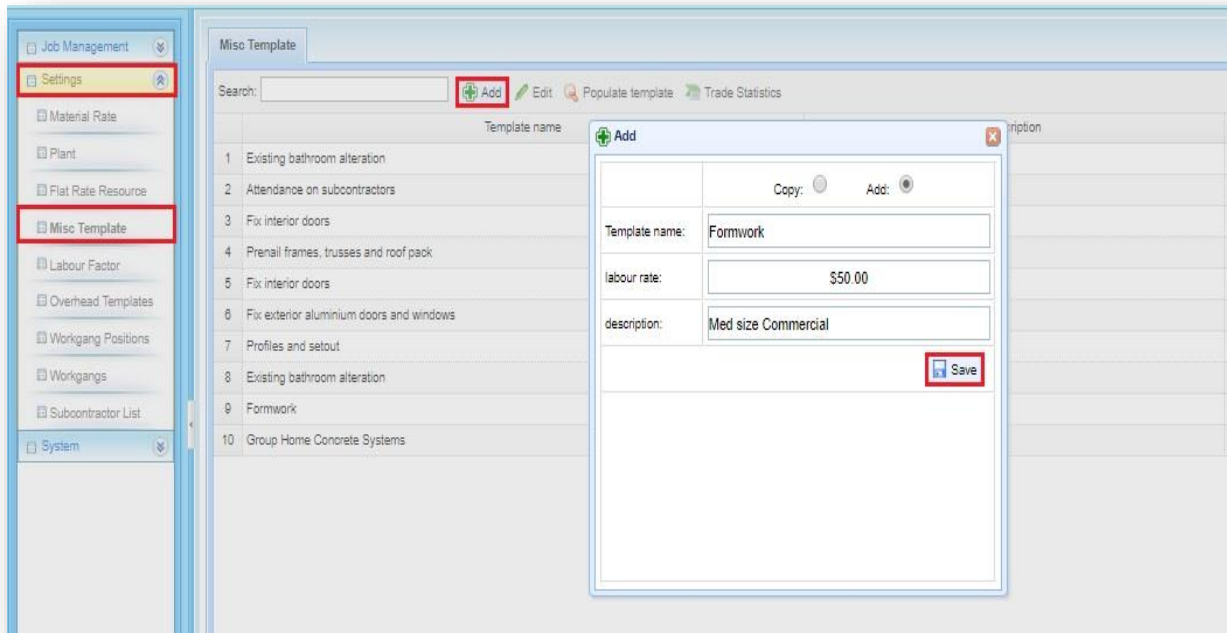 Job Management
Settings
Material Rate
Plant
Flat Rate Resource
Misc Template
Labour Factor
Overhead Templates
Workgang Positions
Workgangs
Subcontractor List
System
Misc Template
Search: Add Edit Populate template Trade Statistics
Template name ription
1 Existing bathroom alteration
2 Attendance on subcontractors
3 Fix interior doors
4 Prenail frames, trusses and roof pack
5 Fix interior doors
6 Fix exterior aluminium doors and windows
7 Profiles and setout
8 Existing bathroom alteration
9 Formwork
10 Group Home Concrete Systems
Add
Copy: Add:
Template name: Formwork
labour rate: $50.00
description: Med size Commercial
Save